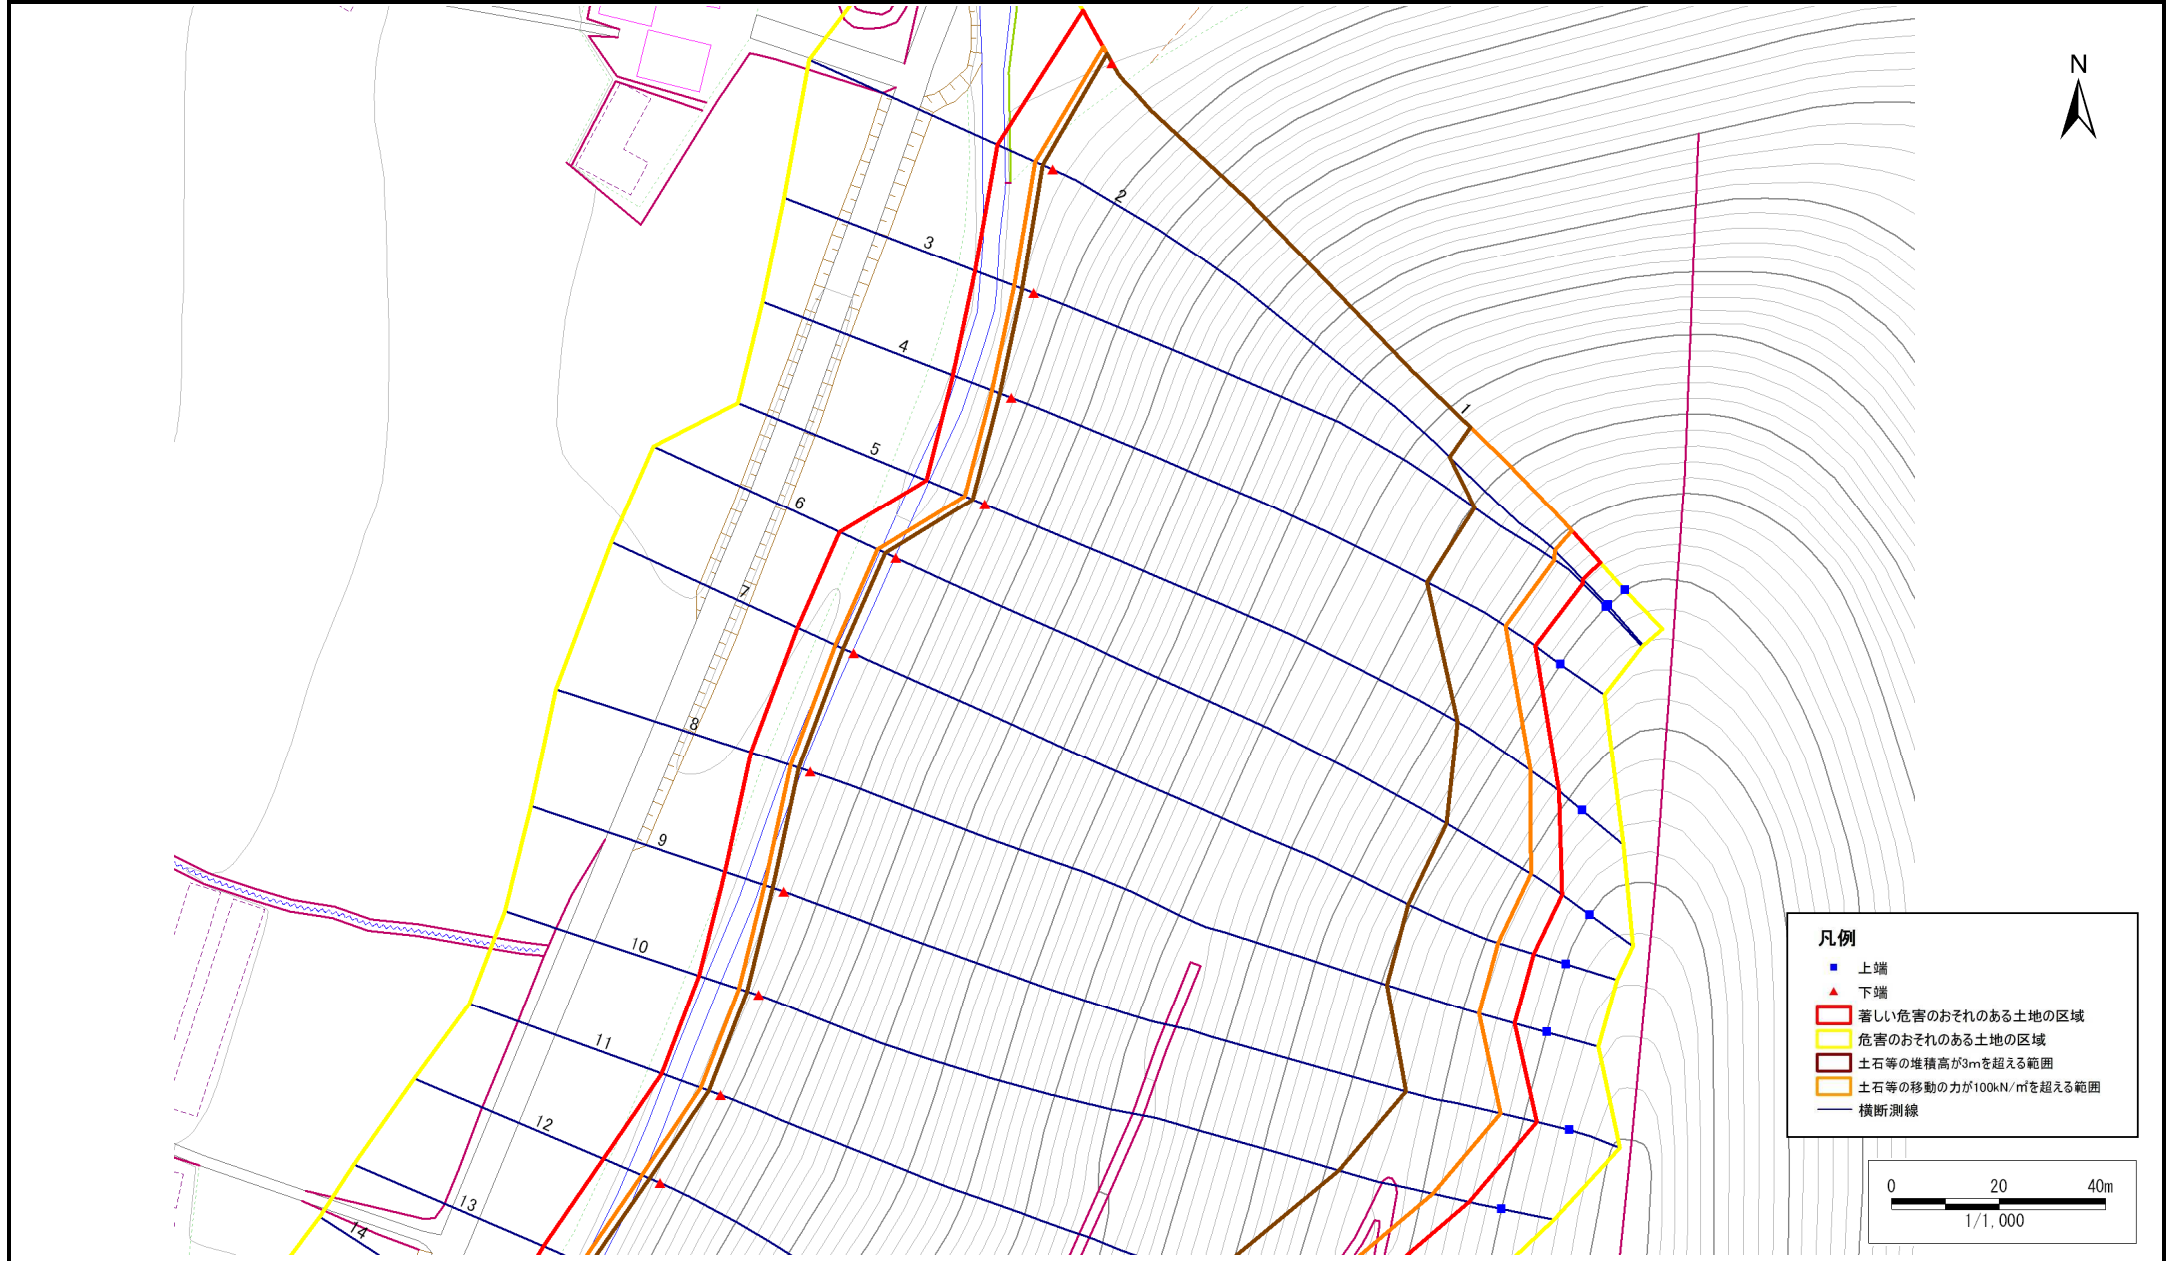 N
2
3
4
1
5
6
7
8
9
10
11
12
13
14
凡例
上端
下端
著しい危害のおそれのある土地の区域
危害のおそれのある土地の区域
土石等の堆積高が3mを超える範囲
土石等の移動の力が100kN/㎡を超える範囲
横断測線
0 20 40m
1/1,000